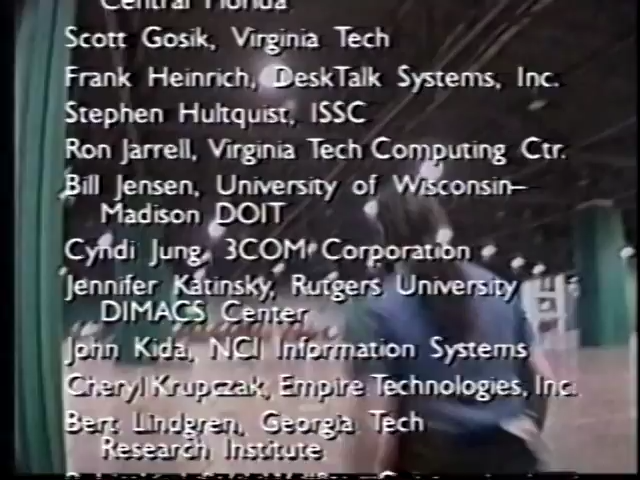 Central Florida
Scott Gosik, Virginia Tech
Frank Heinrich, DeskTalk Systems, Inc.
Stephen Hultquist, ISSC
Ron Jarrell, Virginia Tech Computing Ctr.
Bill Jensen, University of Wisconsin–
Madison DOIT
Cyndi Jung, 3COM Corporation
Jennifer Katinsky, Rutgers University
DIMACS Center
John Kida, NCI Information Systems
Cheryl Krupczak, Empire Technologies, Inc.
Bert Lindgren, Georgia Tech
Research Institute